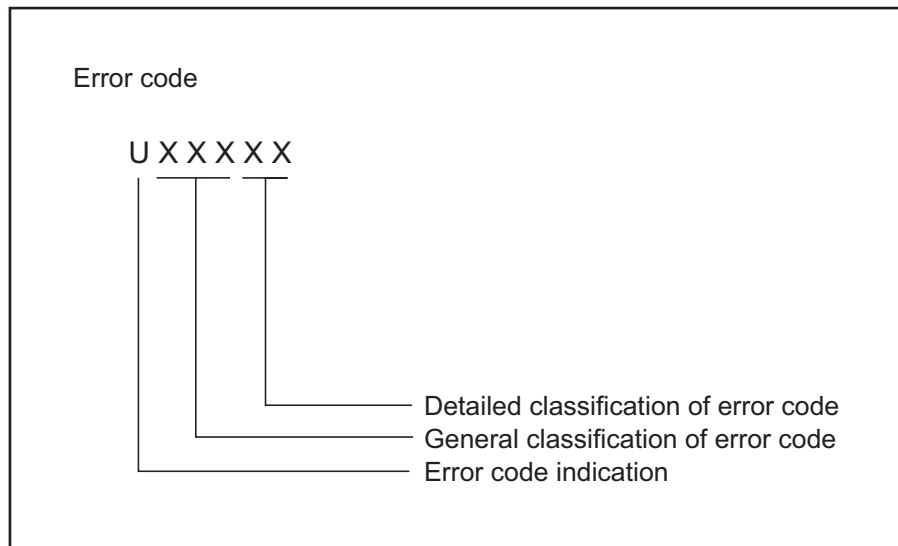 Error code
U X X X X X
Detailed classification of error code
General classification of error code
Error code indication